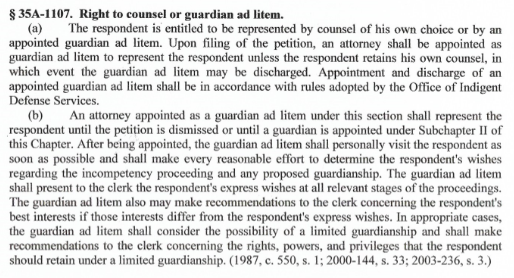 § 35A-1107. Right to counsel or guardian ad litem.
(a) The respondent is entitled to be represented by counsel of his own choice or by an
appointed guardian ad litem. Upon filing of the petition, an attorney shall be appointed as
guardian ad litem to represent the respondent unless the respondent retains his own counsel, in
which event the guardian ad litem may be discharged. Appointment and discharge of an
appointed guardian ad litem shall be in accordance with rules adopted by the Office of Indigent
Defense Services.
(b) An attorney appointed as a guardian ad litem under this section shall represent the
respondent until the petition is dismissed or until a guardian is appointed under Subchapter II of
this Chapter. After being appointed, the guardian ad litem shall personally visit the respondent as
soon as possible and shall make every reasonable effort to determine the respondent's wishes
regarding the incompetency proceeding and any proposed guardianship. The guardian ad litem
shall present to the clerk the respondent's express wishes at all relevant stages of the proceedings.
The guardian ad litem also may make recommendations to the clerk concerning the respondent's
best interests if those interests differ from the respondent's express wishes. In appropriate cases,
the guardian ad litem shall consider the possibility of a limited guardianship and shall make
recommendations to the clerk concerning the rights, powers, and privileges that the respondent
should retain under a limited guardianship. (1987, c. 550, s. 1; 2000-144, s. 33; 2003-236, s. 3.)